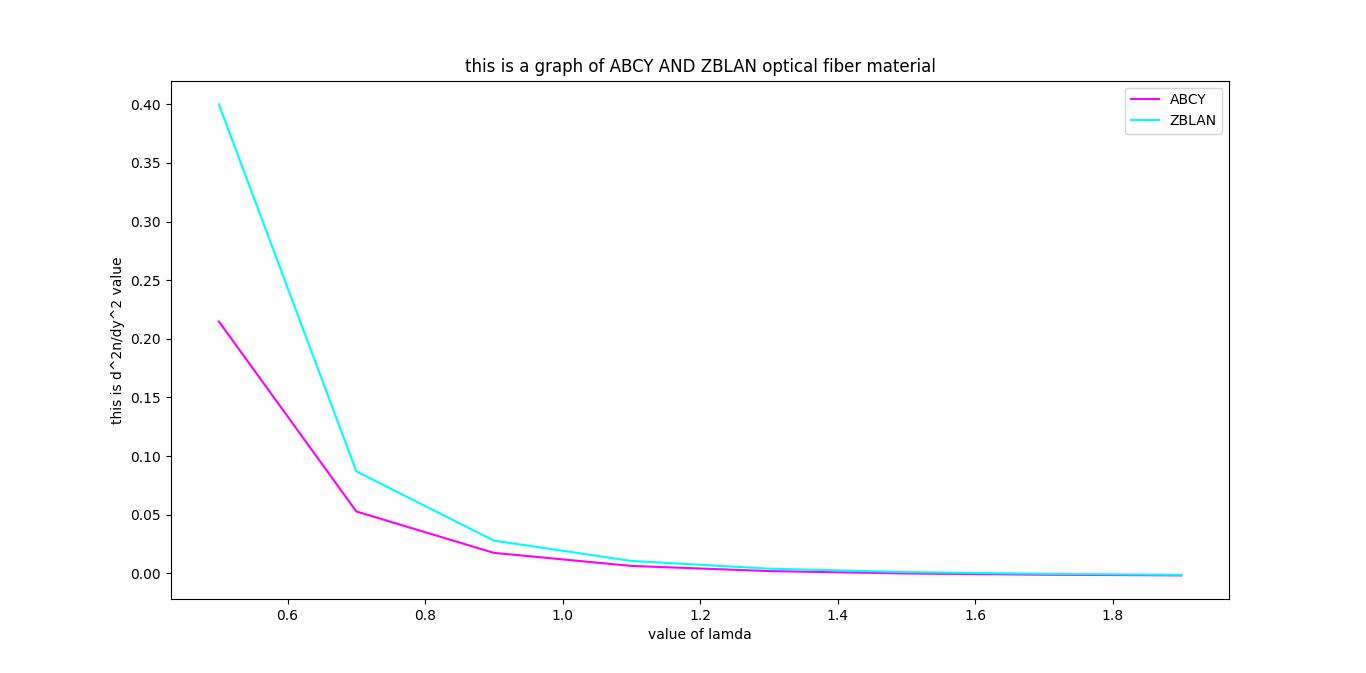 this is a graph of ABCY AND ZBLAN optical fiber material
ABCY
ZBLAN
this is d^2n/dy^2 value
0.40
0.35
0.30
0.25
0.20
0.15
0.10
0.05
0.00
0.6 0.8 1.0 1.2 1.4 1.6 1.8
value of lamda